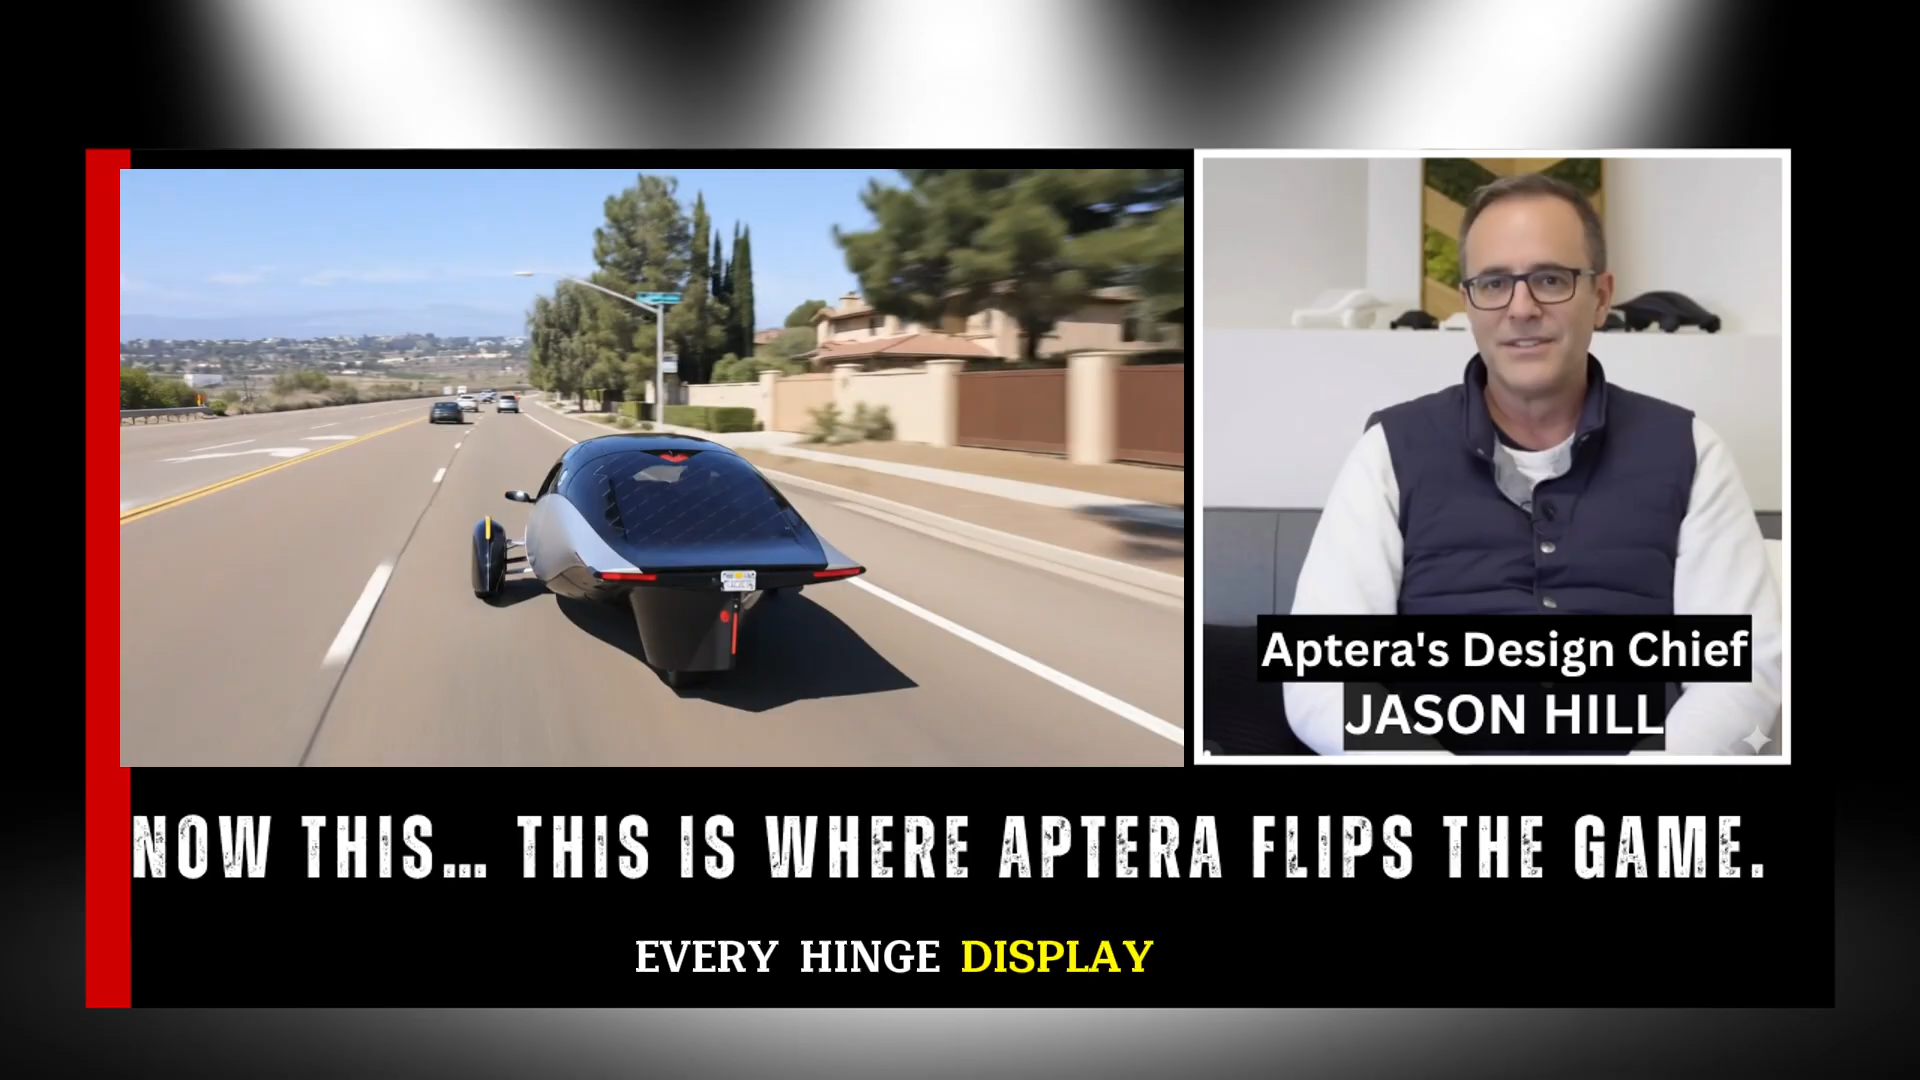 Aptera's Design Chief
JASON HILL
NOW THIS... THIS IS WHERE APTERA FLIPS THE GAME.
EVERY HINGE DISPLAY